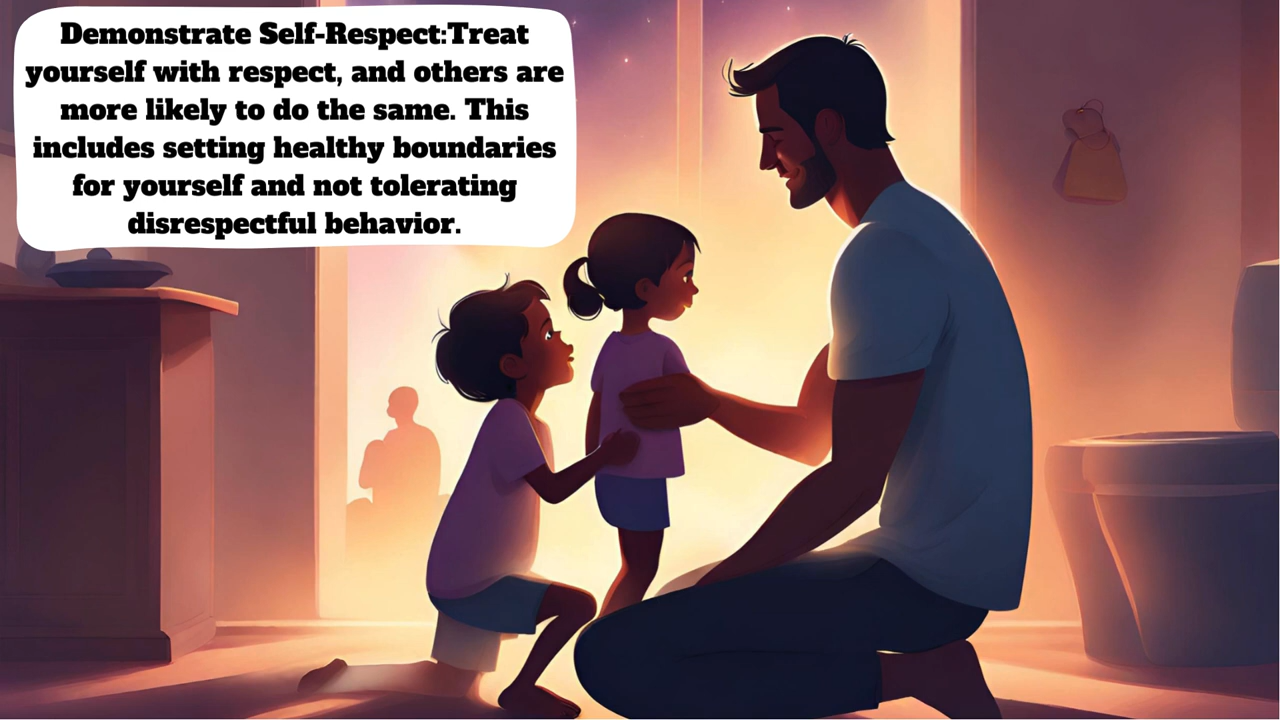 Demonstrate Self-Respect:Treat
yourself with respect, and others are
more likely to do the same. This
includes setting healthy boundaries
for yourself and not tolerating
disrespectful behavior.